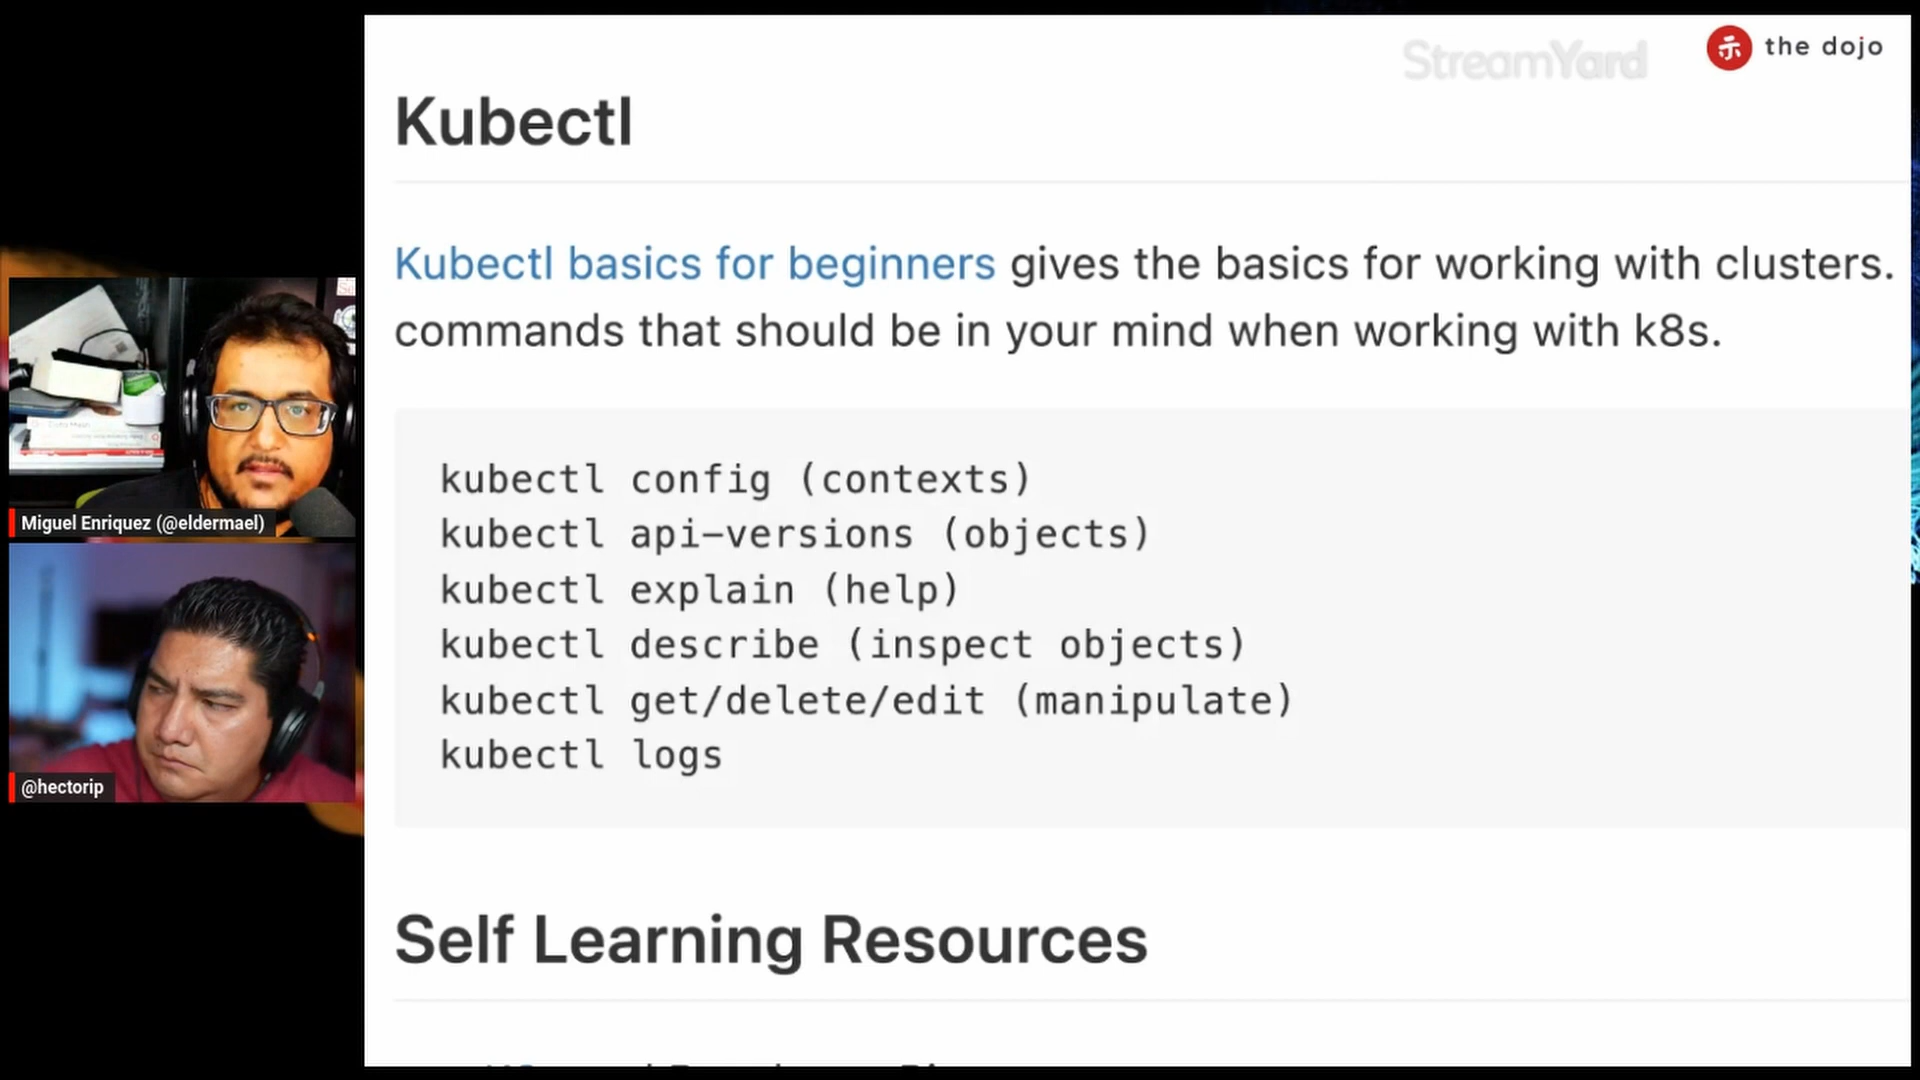 StreamYard
the dojo
Kubectl
Kubectl basics for beginners gives the basics for working with clusters.
commands that should be in your mind when working with k8s.
kubectl config (contexts)
kubectl api-versions (objects)
kubectl explain (help)
kubectl describe (inspect objects)
kubectl get/delete/edit (manipulate)
kubectl logs
Self Learning Resources
Miguel Enriquez (@eldermael)
@hectorip